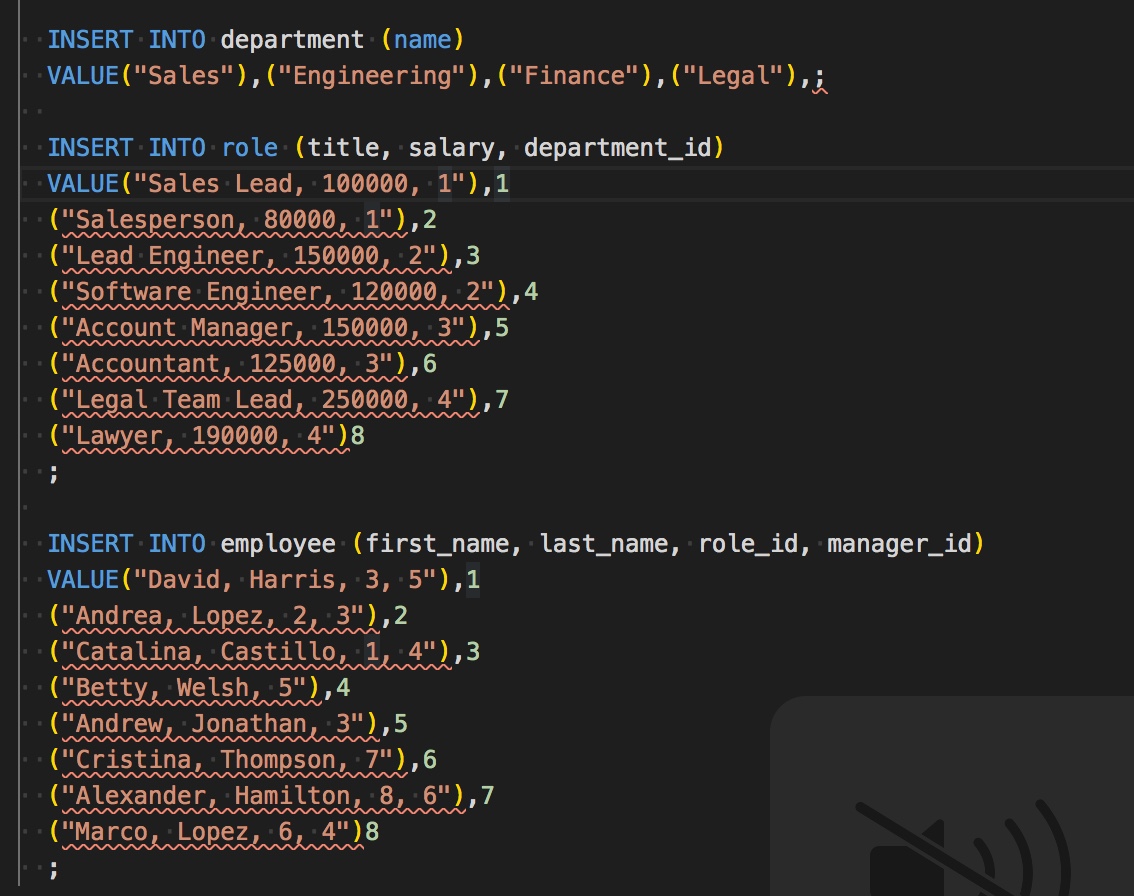 INSERT INTO department (name)
VALUE("Sales"),("Engineering"),("Finance"),("Legal"),;
INSERT INTO role (title, salary, department_id)
VALUE("Sales Lead, 100000, 1"),1
("Salesperson, 80000, 1"),2
("Lead Engineer, 150000, 2"),3
("Software Engineer, 120000, 2"),4
("Account Manager, 150000, 3"),5
("Accountant, 125000, 3"),6
("Legal Team Lead, 250000, 4"),7
("Lawyer, 190000, 4")8
;
INSERT INTO employee (first_name, last_name, role_id, manager_id)
VALUE("David, Harris, 3, 5"),1
("Andrea, Lopez, 2, 3"),2
("Catalina, Castillo, 1, 4"),3
("Betty, Welsh, 5"),4
("Andrew, Jonathan, 3"),5
("Cristina, Thompson, 7"),6
("Alexander, Hamilton, 8, 6"),7
("Marco, Lopez, 6, 4")8
;